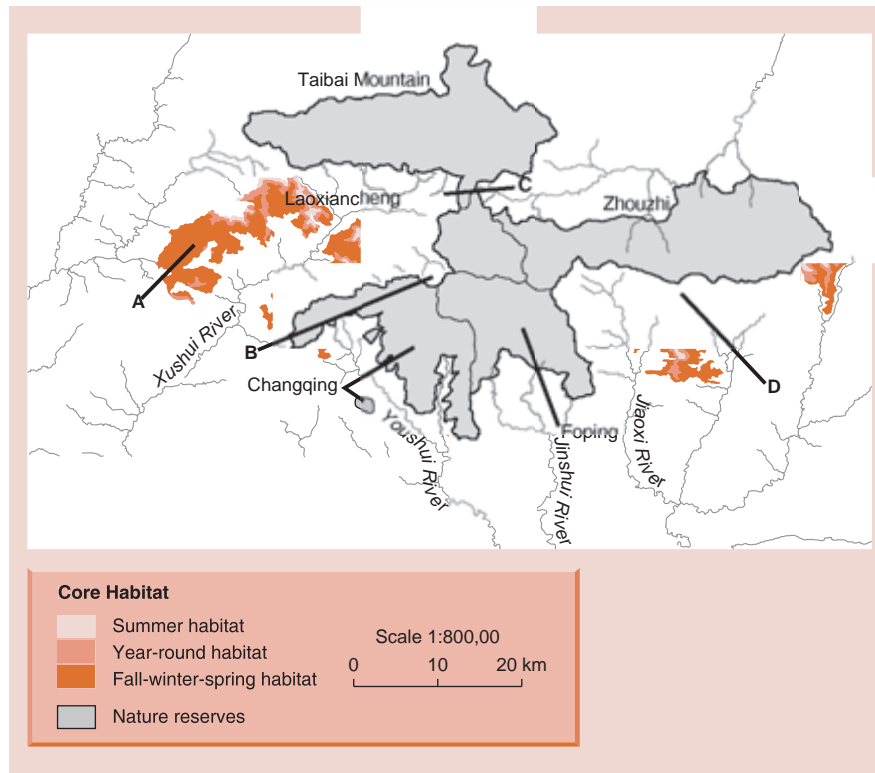 Taibai Mountain
C
Laoxiancheng
Zhouzhi
A
Xushui River
B
Changqing
D
Youshui River
Foping
Jinshui River
Jiaoxi River
Core Habitat
Summer habitat
Year-round habitat
Fall-winter-spring habitat
Nature reserves
Scale 1:800,00
0 10 20 km